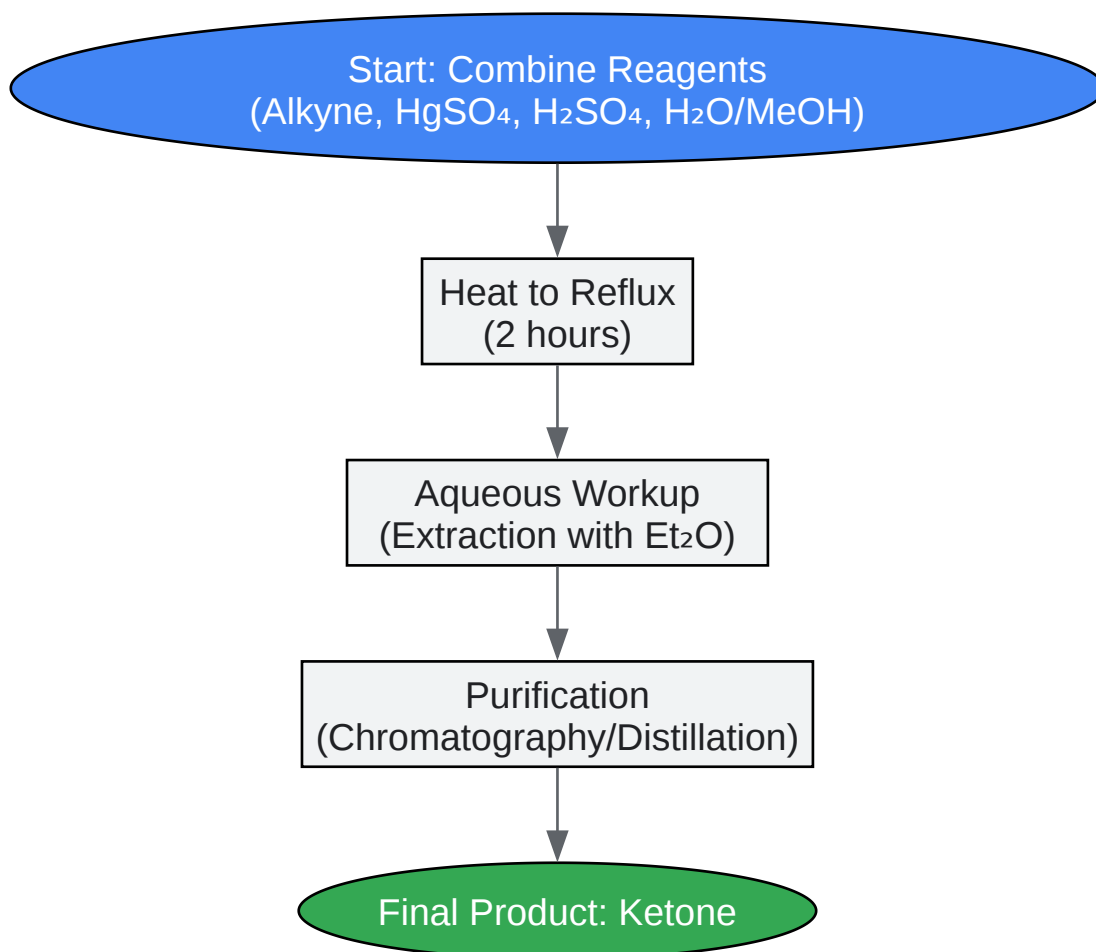 Start: Combine Reagents
(Alkyne, HgSO₄, H₂SO₄, H₂O/MeOH)
Heat to Reflux
(2 hours)
Aqueous Workup
(Extraction with Et₂O)
Purification
(Chromatography/Distillation)
Final Product: Ketone